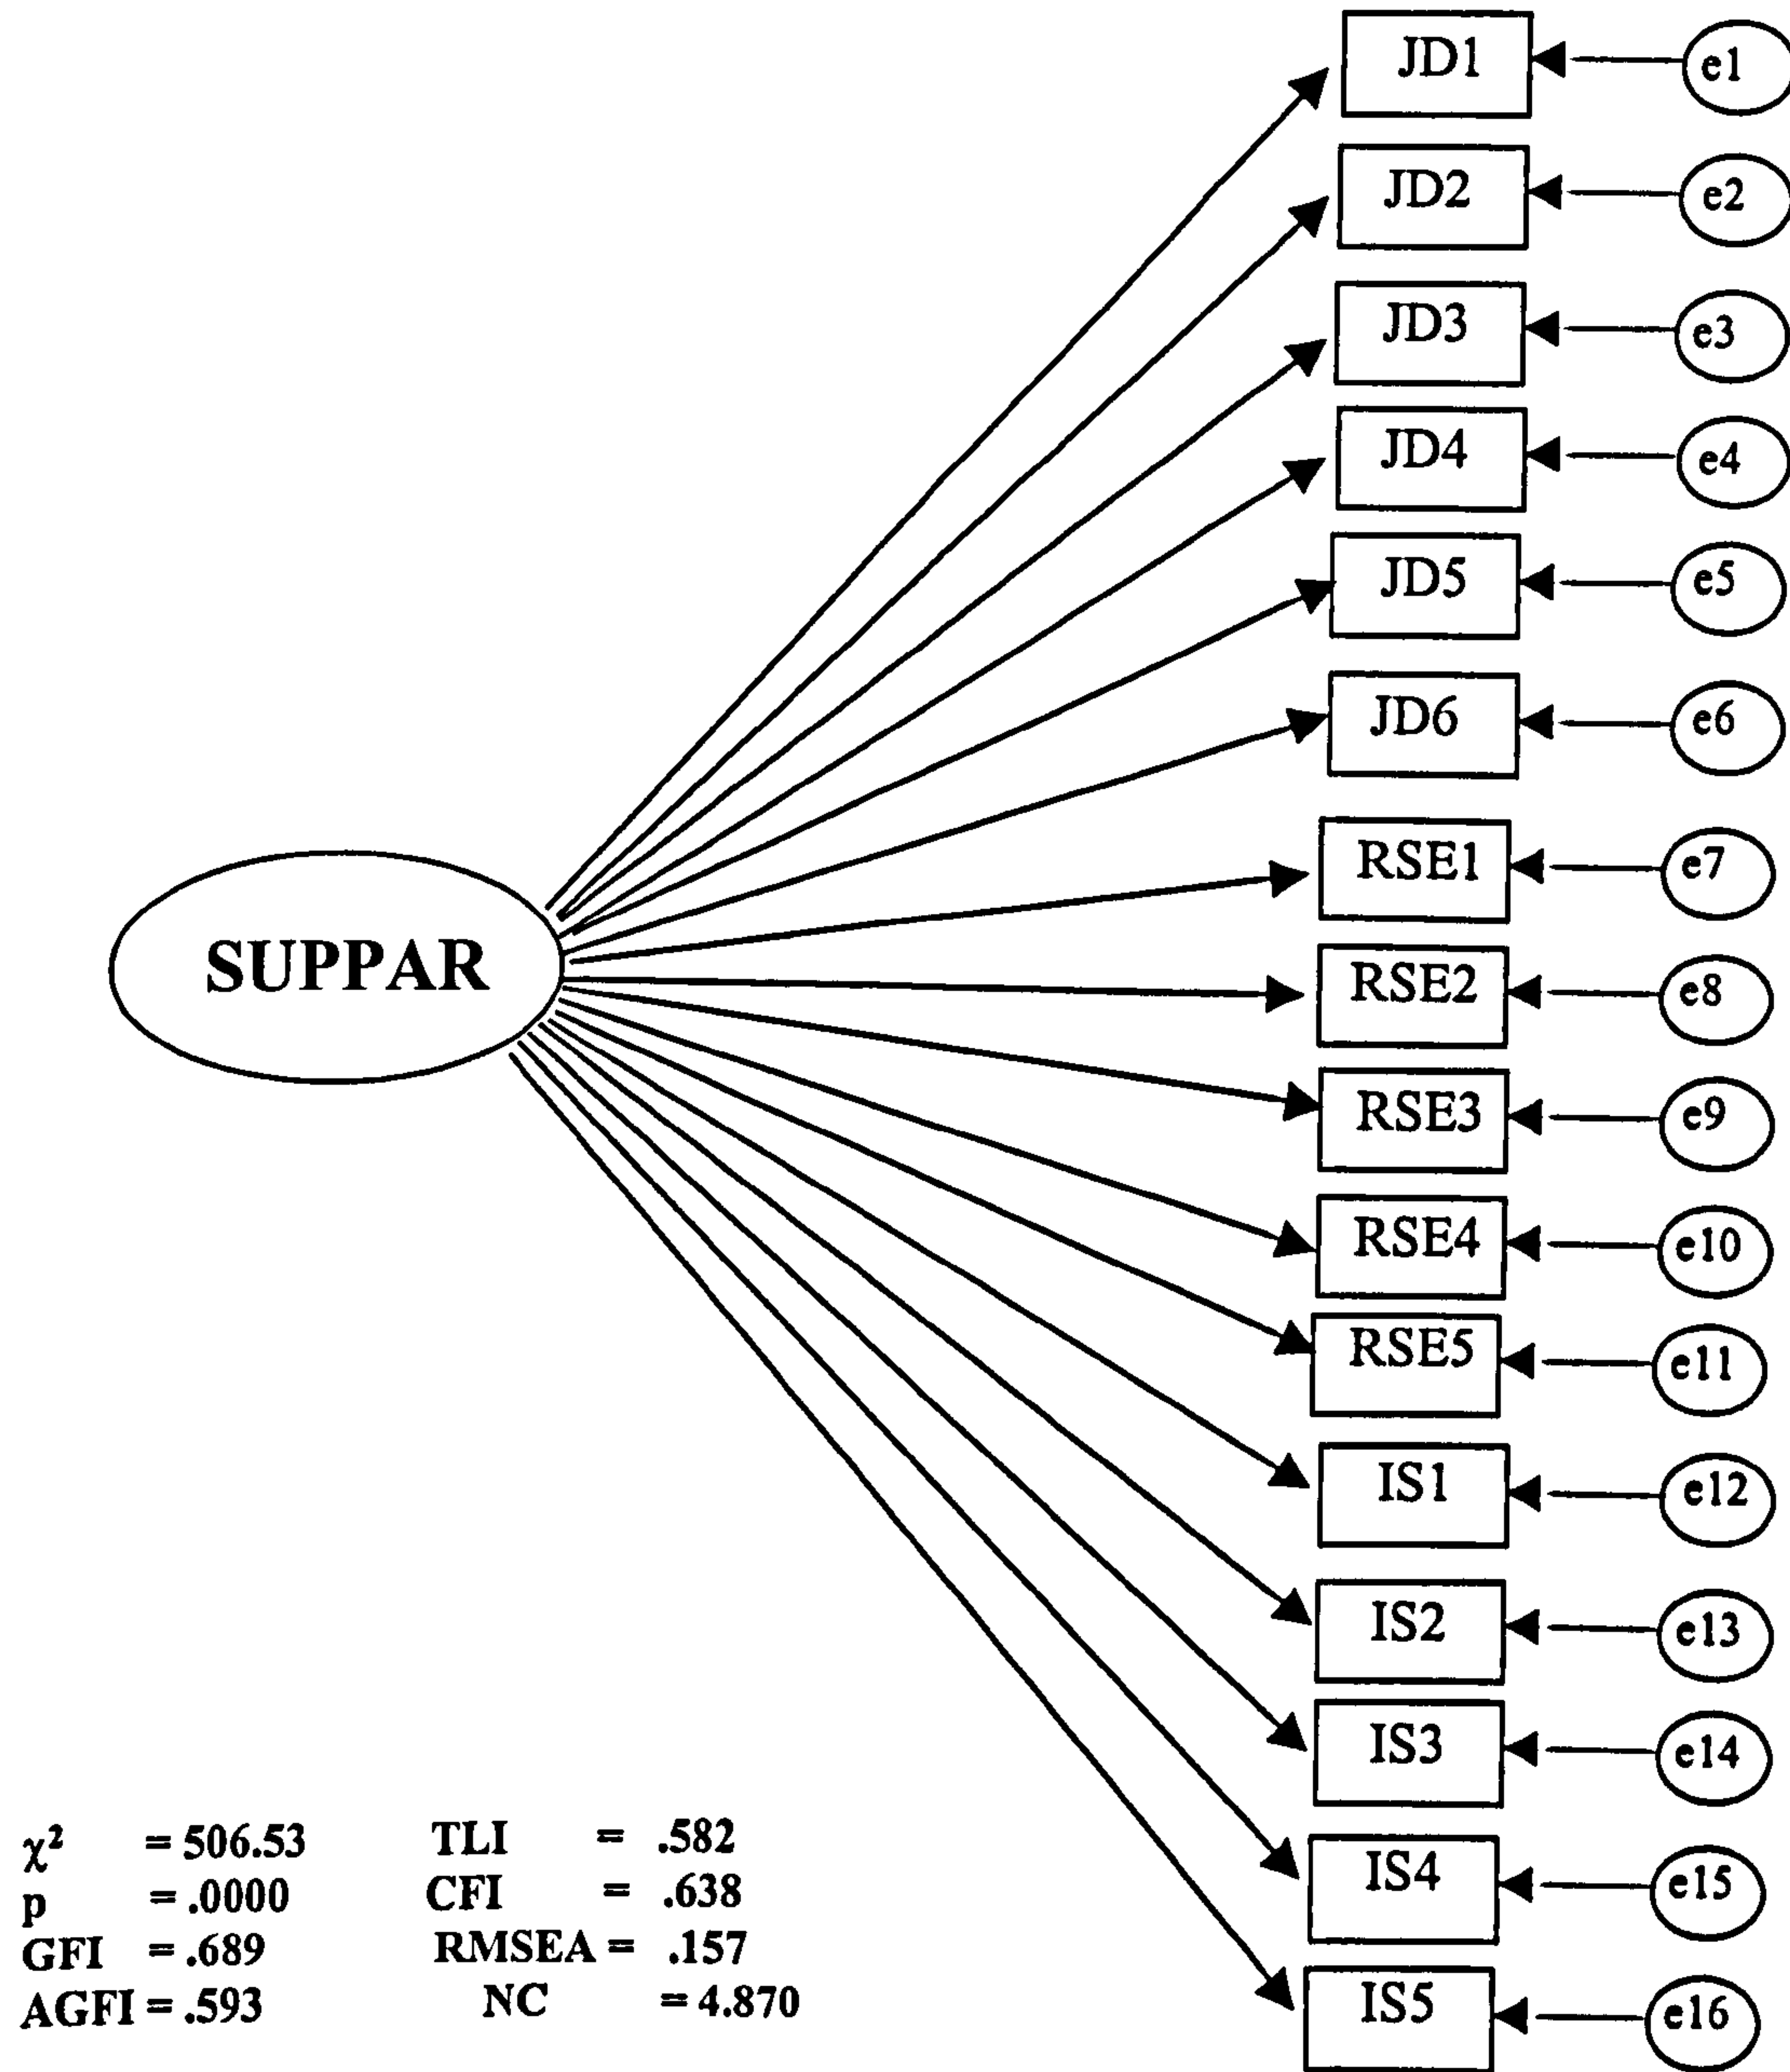 JD1 e1
JD2 e2
JD3 e3
JD4 e4
JD5 e5
JD6 e6
RSE1 e7
SUPPAR
RSE2 e8
RSE3 e9
RSE4 e10
RSE5 e11
IS1 e12
IS2 e13
IS3 e14
IS4 e15
IS5 e16
χ² = 506.53 TLI = .582
p = .0000 CFI = .638
GFI = .689 RMSEA = .157
AGFI = .593 NC = 4.870